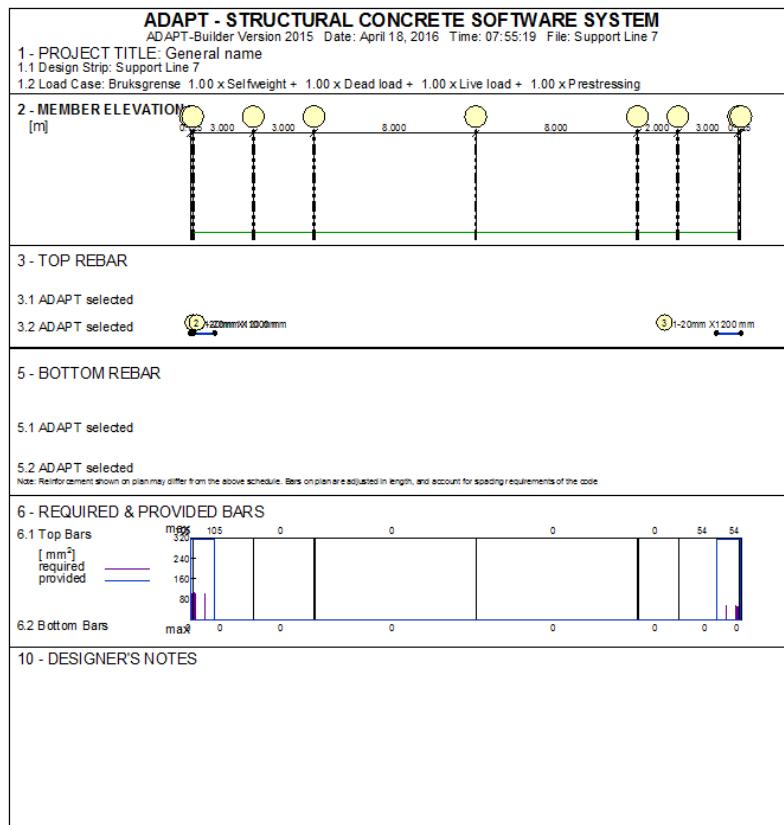 ADAPT - STRUCTURAL CONCRETE SOFTWARE SYSTEM
ADAPT-Builder Version 2015 Date: April 18, 2016 Time: 07:55:19 File: Support Line 7
1 - PROJECT TITLE: General name
1.1 Design Strip: Support Line 7
1.2 Load Case: Bruksgrense 1.00 x Selfweight + 1.00 x Dead load + 1.00 x Live load + 1.00 x Prestressing
2 - MEMBER ELEVATION
[m] 3.000 3.000 8.000 8.000 2.000 3.000
3 - TOP REBAR
3.1 ADAPT selected
3.2 ADAPT selected 2 3 1-20mm X1200 mm
5 - BOTTOM REBAR
5.1 ADAPT selected
5.2 ADAPT selected
Note: Reinforcement shown on plan may differ from the above schedule. Bars on plan are adjusted in length, and account for spacing requirements of the code
6 - REQUIRED & PROVIDED BARS
6.1 Top Bars max 105 0 0 0 0 54 54
320
[ mm²] 240
required
provided 160
80
6.2 Bottom Bars max 0 0 0 0 0 0 0
10 - DESIGNER'S NOTES